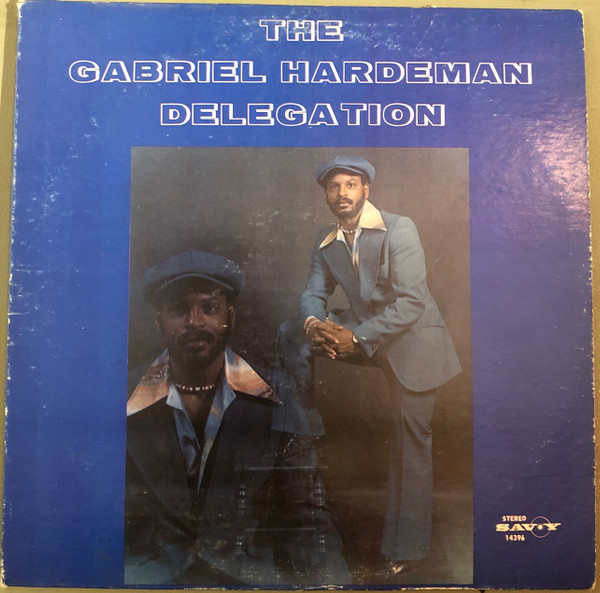 THE
GABRIEL HARDEMAN
DELEGATION
STEREO
SAVOY
14396